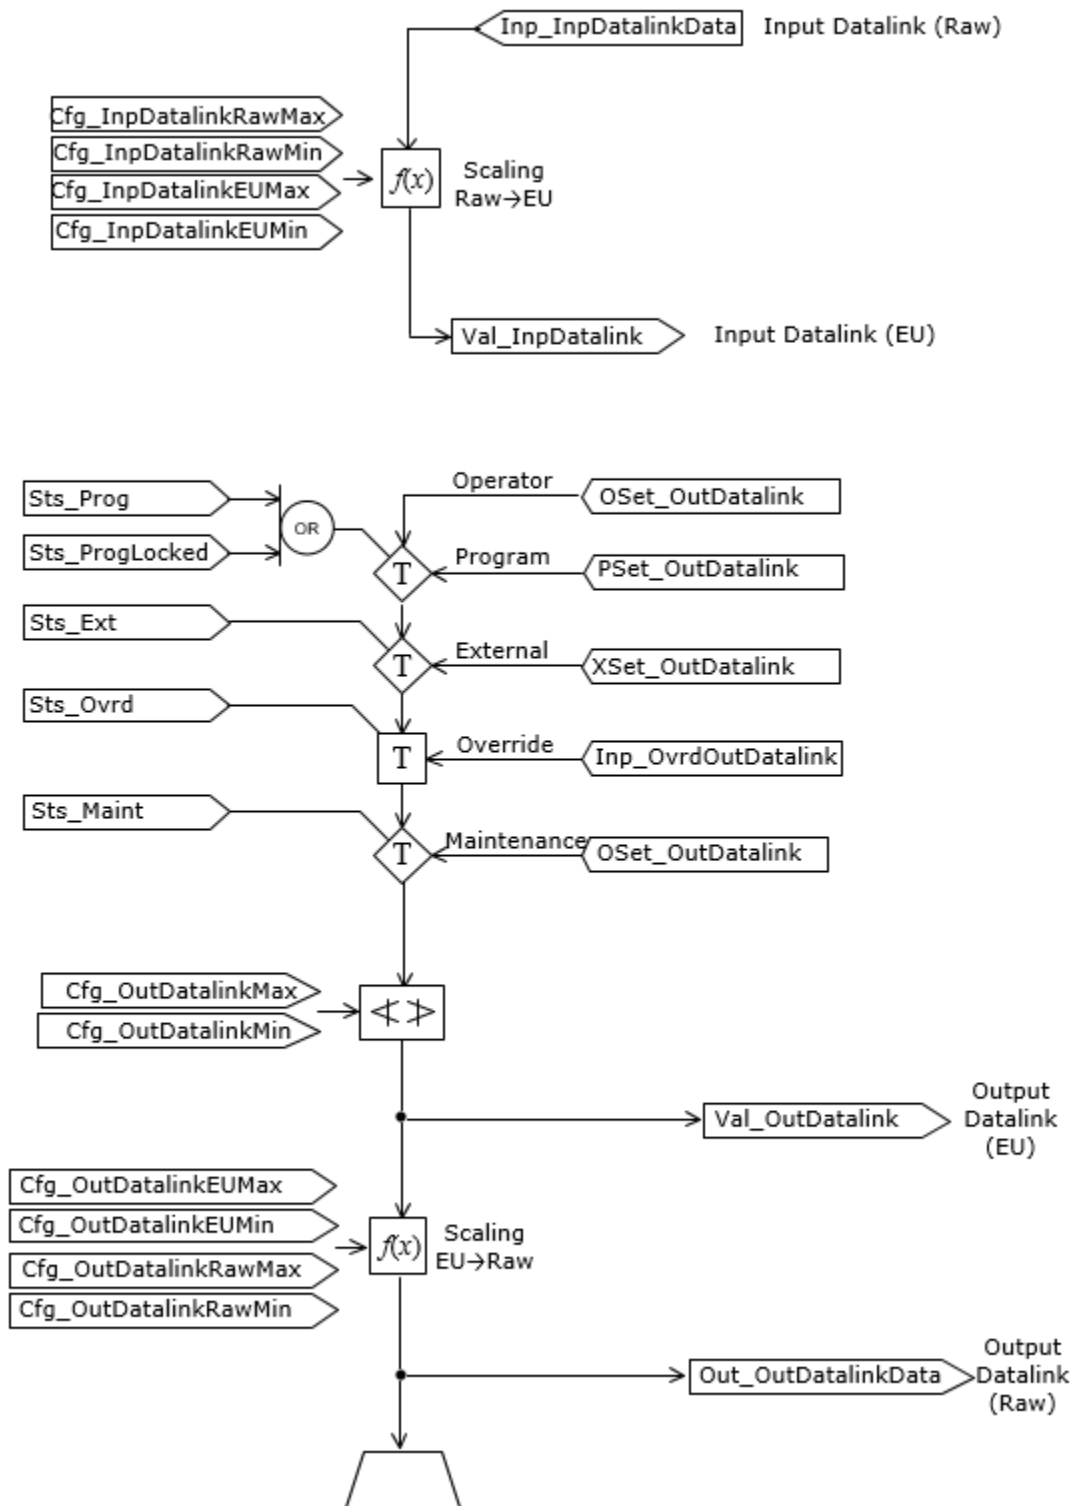 Inp_InpDatalinkData
Input Datalink (Raw)
Cfg_InpDatalinkRawMax
Cfg_InpDatalinkRawMin
Cfg_InpDatalinkEUMax
Cfg_InpDatalinkEUMin
f(x)
Scaling
Raw→EU
Val_InpDatalink
Input Datalink (EU)
Sts_Prog
Sts_ProgLocked
OR
Operator
OSet_OutDatalink
T
Program
PSet_OutDatalink
Sts_Ext
T
External
XSet_OutDatalink
Sts_Ovrd
T
Override
Inp_OvrdOutDatalink
Sts_Maint
T
Maintenance
OSet_OutDatalink
Cfg_OutDatalinkMax
Cfg_OutDatalinkMin
≮ ≯
Val_OutDatalink
Output
Datalink
(EU)
Cfg_OutDatalinkEUMax
Cfg_OutDatalinkEUMin
Cfg_OutDatalinkRawMax
Cfg_OutDatalinkRawMin
f(x)
Scaling
EU→Raw
Out_OutDatalinkData
Output
Datalink
(Raw)